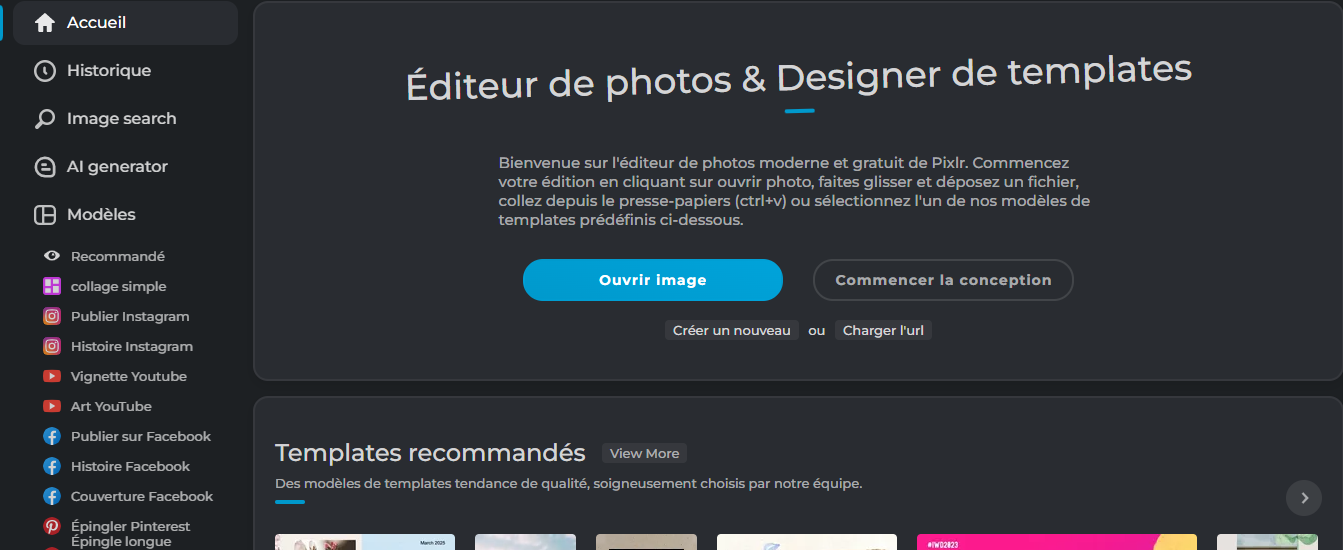 Accueil
Historique
Image search
AI generator
Modèles
Recommandé
collage simple
Publier Instagram
Histoire Instagram
Vignette Youtube
Art YouTube
Publier sur Facebook
Histoire Facebook
Couverture Facebook
Épingler Pinterest
Épingle longue
Éditeur de photos & Designer de templates
Bienvenue sur l'éditeur de photos moderne et gratuit de Pixlr. Commencez
votre édition en cliquant sur ouvrir photo, faites glisser et déposez un fichier,
collez depuis le presse-papiers (ctrl+v) ou sélectionnez l'un de nos modèles de
templates prédéfinis ci-dessous.
Ouvrir image
Commencer la conception
Créer un nouveau ou Charger l'url
Templates recommandés View More
Des modèles de templates tendance de qualité, soigneusement choisis par notre équipe.
March 2025
#IWD2023